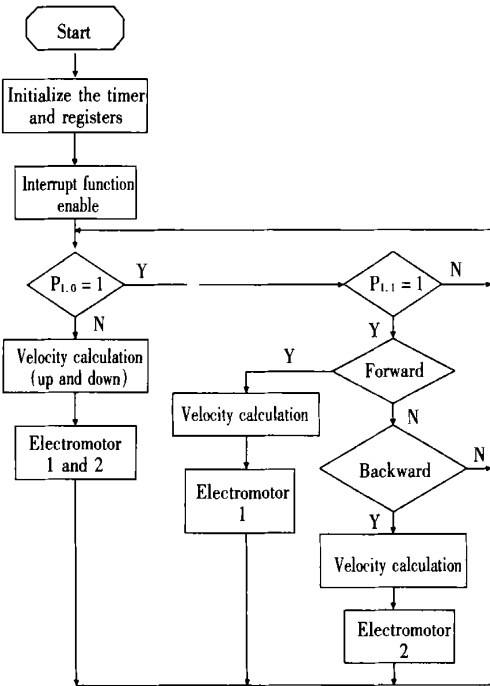 Start
Initialize the timer
and registers
Interrupt function
enable
P1.0 = 1
Y
N
P1.1 = 1
N
Y
Velocity calculation
(up and down)
Electromotor
1 and 2
Forward
Y
N
Velocity calculation
Electromotor
1
Backward
N
Y
Velocity calculation
Electromotor
2